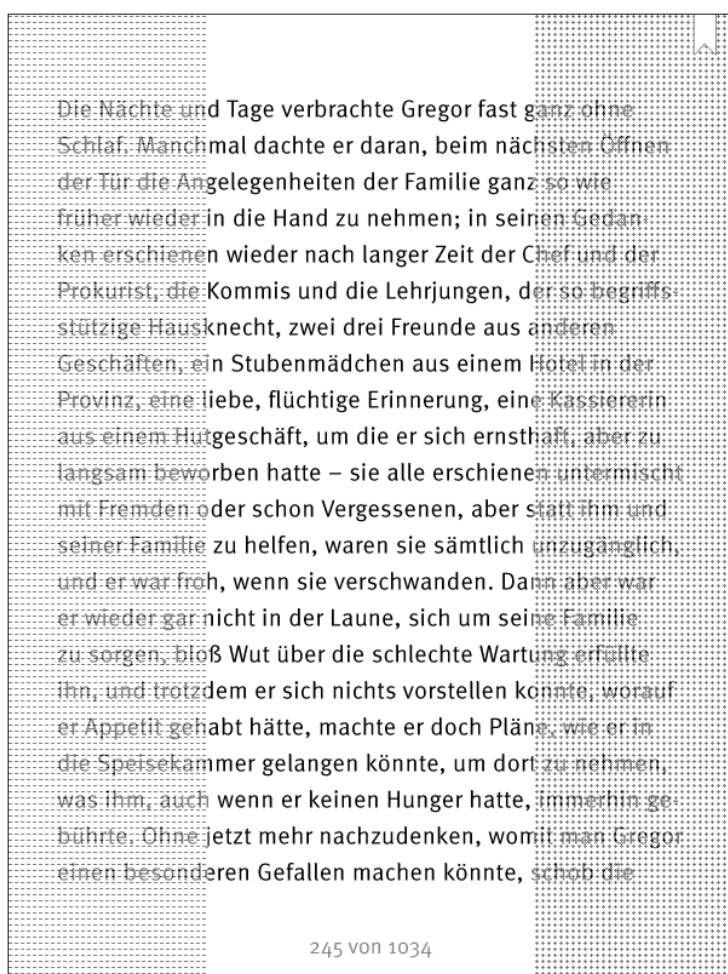 Die Nächte und Tage verbrachte Gregor fast ganz ohne
Schlaf. Manchmal dachte er daran, beim nächsten Öffnen
der Tür die Angelegenheiten der Familie ganz so wie
früher wieder in die Hand zu nehmen; in seinen Gedan-
ken erschienen wieder nach langer Zeit der Chef und der
Prokurist, die Kommis und die Lehrjungen, der so begriffs-
stützige Hausknecht, zwei drei Freunde aus anderen
Geschäften, ein Stubenmädchen aus einem Hotel in der
Provinz, eine liebe, flüchtige Erinnerung, eine Kassiererin
aus einem Hutgeschäft, um die er sich ernsthaft, aber zu
langsam beworben hatte – sie alle erschienen untermischt
mit Fremden oder schon Vergessenen, aber statt ihm und
seiner Familie zu helfen, waren sie sämtlich unzugänglich,
und er war froh, wenn sie verschwanden. Dann aber war
er wieder gar nicht in der Laune, sich um seine Familie
zu sorgen, bloß Wut über die schlechte Wartung erfüllte
ihn, und trotzdem er sich nichts vorstellen konnte, worauf
er Appetit gehabt hätte, machte er doch Pläne, wie er in
die Speisekammer gelangen könnte, um dort zu nehmen,
was ihm, auch wenn er keinen Hunger hatte, immerhin ge-
bührte. Ohne jetzt mehr nachzudenken, womit man Gregor
einen besonderen Gefallen machen könnte, schob die
245 von 1034